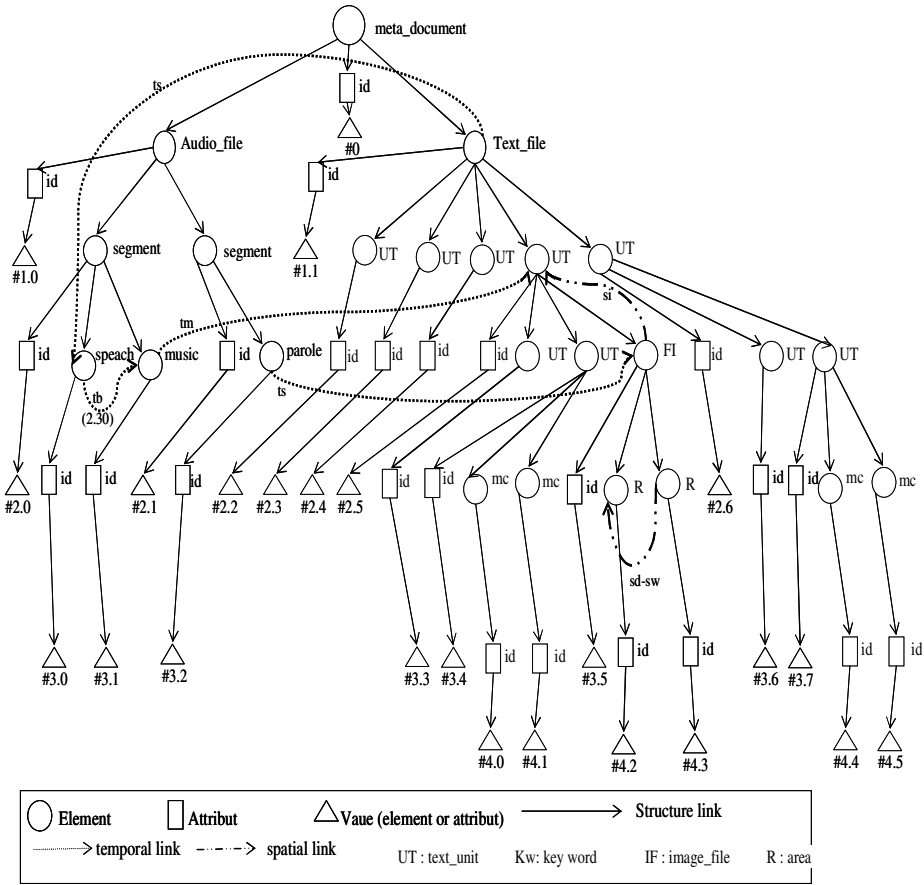 meta_document
ts
id
#0
Audio_file
Text_file
id
id
#1.0
#1.1
segment
segment
UT
UT
UT
UT
UT
si
tm
id
speach
music
id
parole
id
id
id
id
UT
UT
FI
id
UT
UT
tb
(2.30)
ts
#2.0
id
id
#2.1
id
#2.2
#2.3
#2.4
#2.5
id
id
mc
mc
id
R
R
#2.6
id
id
mc
mc
sd-sw
#3.0
#3.1
#3.2
#3.3
#3.4
id
id
#3.5
id
id
#3.6
#3.7
id
id
#4.0
#4.1
#4.2
#4.3
#4.4
#4.5
Element
Attribut
Vaue (element or attribut)
Structure link
temporal link
spatial link
UT : text_unit
Kw: key word
IF : image_file
R : area